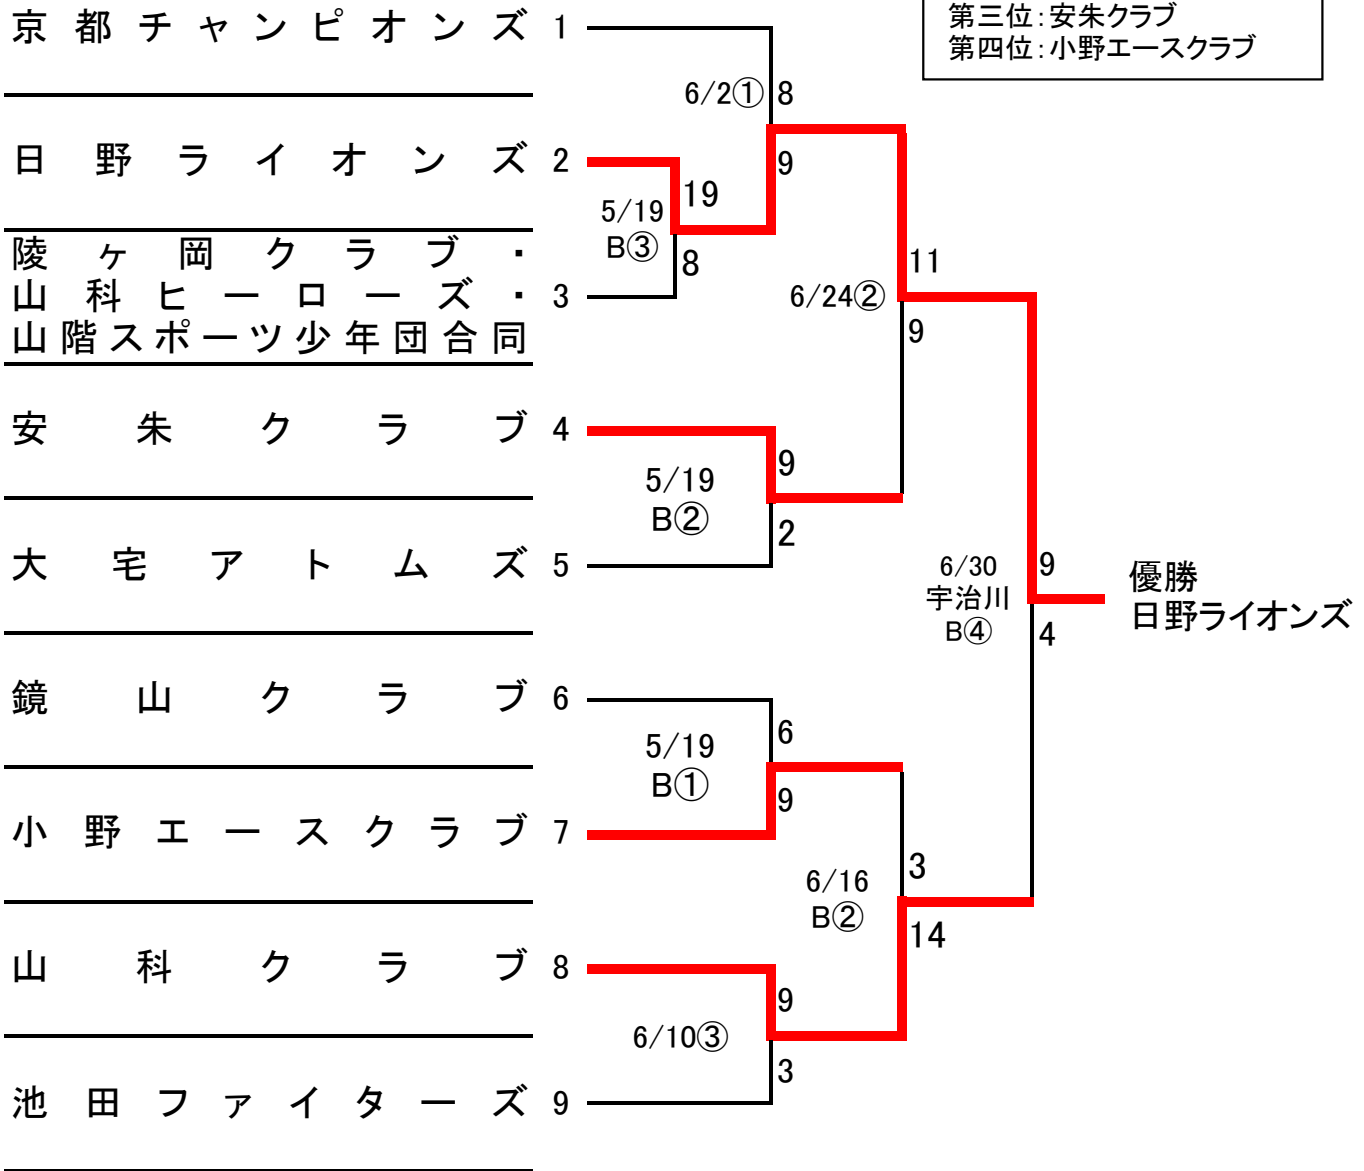 第三位:安朱クラブ
第四位:小野エースクラブ
京都チャンピオンズ 1
6/2① 8
日野ライオンズ 2
9
19
5/19
B③
8
陵ヶ岡クラブ・
山科ヒーローズ・ 3
山階スポーツ少年団合同
11
6/24②
9
安朱クラブ 4
9
5/19
B②
2
大宅アトムズ 5
6/30
宇治川
B④
9
4
優勝
日野ライオンズ
鏡山クラブ 6
6
5/19
B①
9
小野エースクラブ 7
3
6/16
B②
14
山科クラブ 8
9
6/10③
3
池田ファイターズ 9